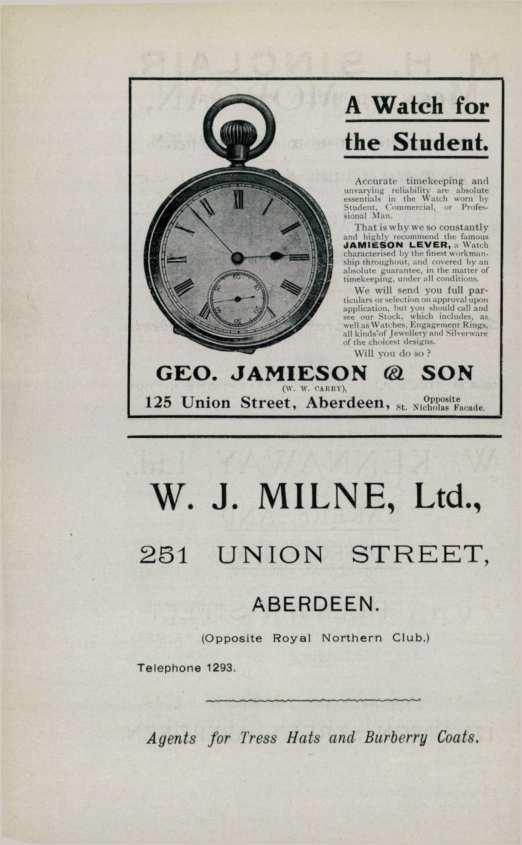 A Watch for
the Student.
Accurate timekeeping and
unvarying reliability are absolute
essentials in the Watch worn by
Student, Commercial, or Profes-
sional Man.
That is why we so constantly
and highly recommend the famous
JAMIESON LEVER, a Watch
characterised by the finest workman-
ship throughout, and covered by an
absolute guarantee, in the matter of
timekeeping, under all conditions.
We will send you full par-
ticulars or selection on approval upon
application, but you should call and
see our Stock, which includes, as
well as Watches, Engagement Rings,
all kinds of Jewellery and Silverware
of the choicest designs.
Will you do so?
GEO. JAMIESON & SON
(W. W. CARRY),
125 Union Street, Aberdeen, Opposite
St. Nicholas Facade.
W. J. MILNE, Ltd.,
251 UNION STREET,
ABERDEEN.
(Opposite Royal Northern Club.)
Telephone 1293.
Agents for Tress Hats and Burberry Coats.